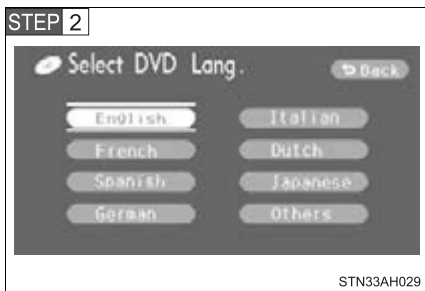 STEP 2
Select DVD Lang.
Back
English
Italian
French
Dutch
Spanish
Japanese
German
Others
STN33AH029